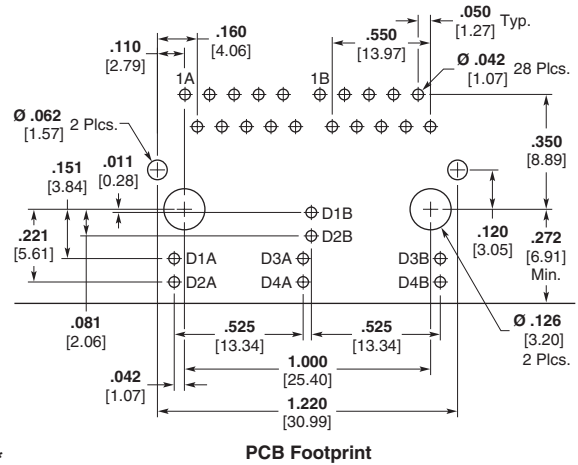 .050 Typ.
[1.27]
.160
[4.06]
.550
[13.97]
.110
[2.79]
1A
1B
Ø .042
[1.07] 28 Plcs.
Ø .062
[1.57] 2 Plcs.
.350
[8.89]
.011
[0.28]
.151
[3.84]
D1B
D2B
.120
[3.05]
.221
[5.61]
.272
[6.91]
Min.
D1A
D3A
D3B
D2A
D4A
D4B
.081
[2.06]
.525
[13.34]
.525
[13.34]
Ø .126
[3.20]
2 Plcs.
1.000
[25.40]
.042
[1.07]
1.220
[30.99]
PCB Footprint